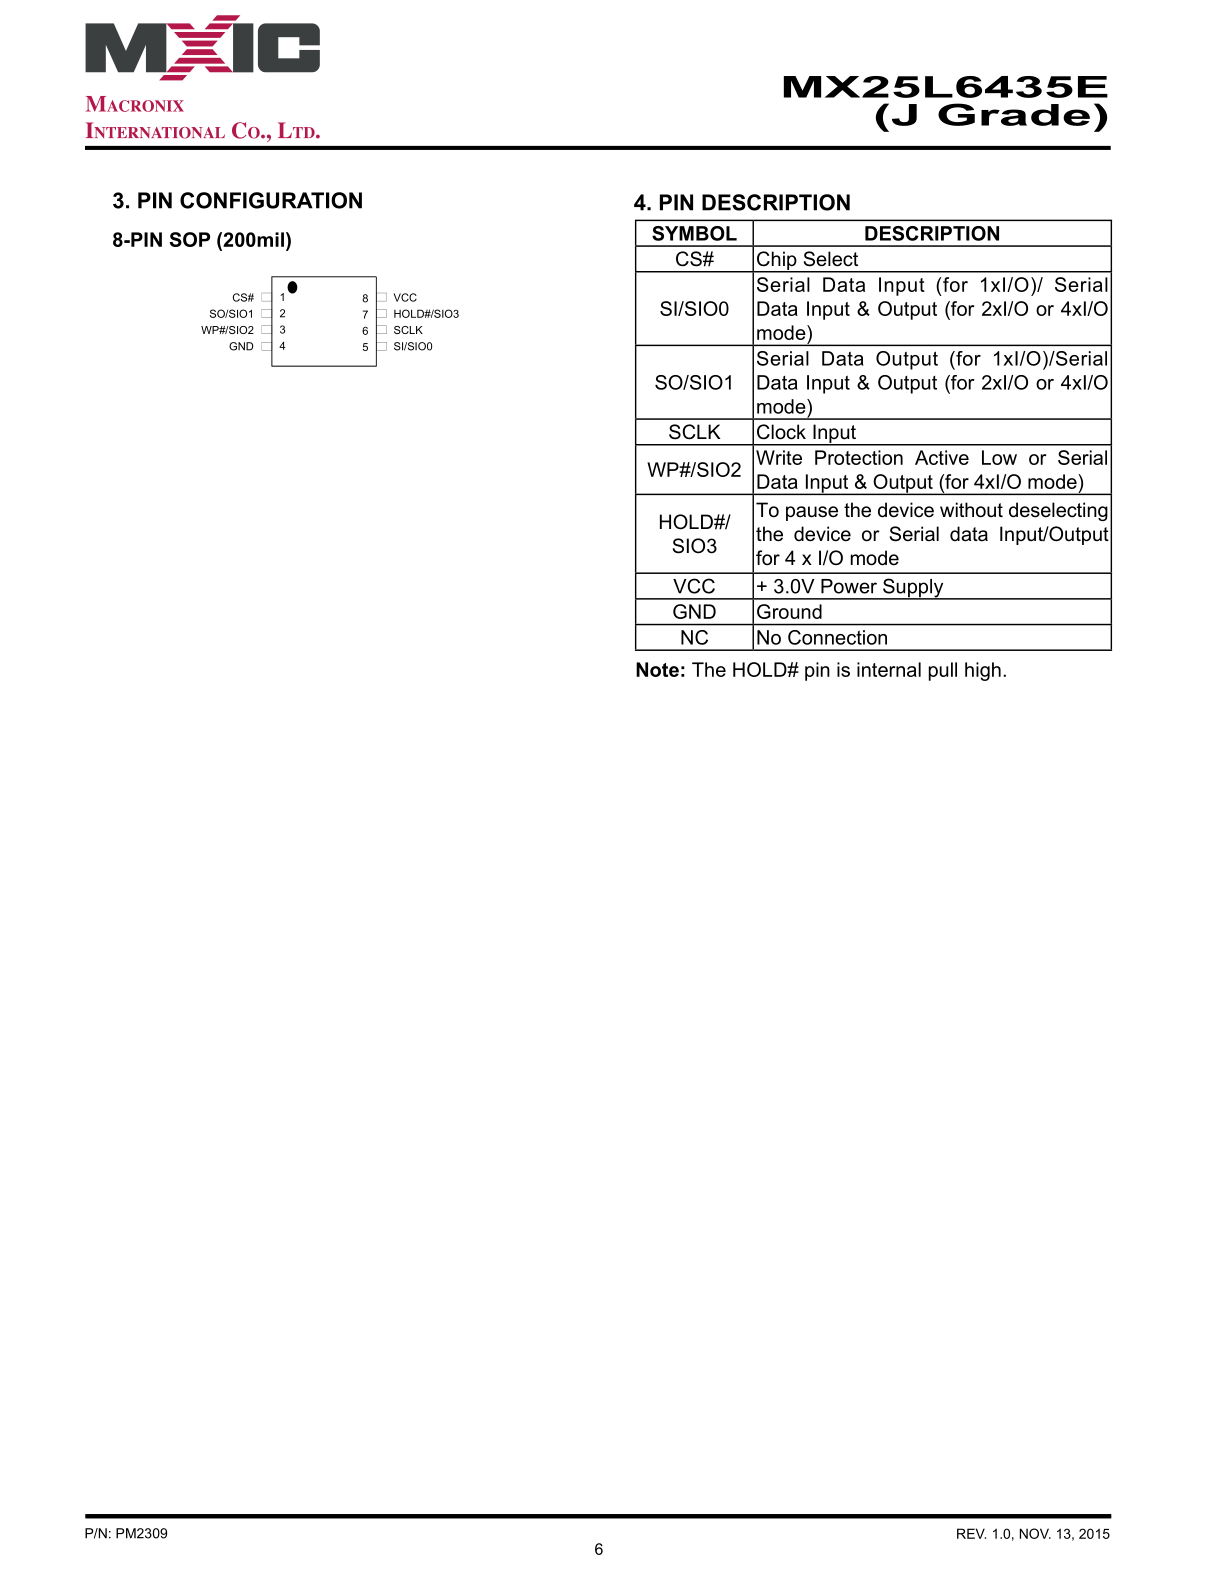 MXIC
MACRONIX
INTERNATIONAL CO., LTD.
MX25L6435E
(J Grade)
3. PIN CONFIGURATION
8-PIN SOP (200mil)
CS# 1 8 VCC
SO/SIO1 2 7 HOLD#/SIO3
WP#/SIO2 3 6 SCLK
GND 4 5 SI/SIO0
4. PIN DESCRIPTION
SYMBOL DESCRIPTION
CS# Chip Select
Serial Data Input (for 1xI/O)/ Serial
SI/SIO0 Data Input & Output (for 2xI/O or 4xI/O
mode)
Serial Data Output (for 1xI/O)/Serial
SO/SIO1 Data Input & Output (for 2xI/O or 4xI/O
mode)
SCLK Clock Input
WP#/SIO2 Write Protection Active Low or Serial
Data Input & Output (for 4xI/O mode)
HOLD#/
SIO3
To pause the device without deselecting
the device or Serial data Input/Output
for 4 x I/O mode
VCC + 3.0V Power Supply
GND Ground
NC No Connection
Note: The HOLD# pin is internal pull high.
P/N: PM2309
REV. 1.0, NOV. 13, 2015
6